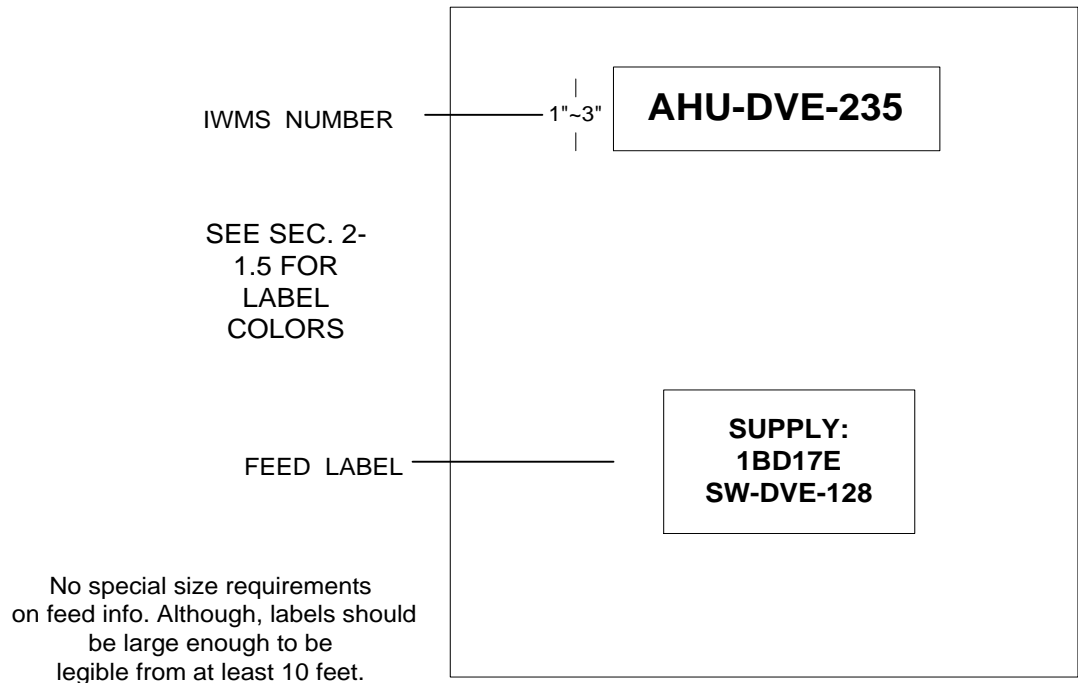 IWMS NUMBER
1"~3"
AHU-DVE-235
SEE SEC. 2-
1.5 FOR
LABEL
COLORS
FEED LABEL
SUPPLY:
1BD17E
SW-DVE-128
No special size requirements
on feed info. Although, labels should
be large enough to be
legible from at least 10 feet.